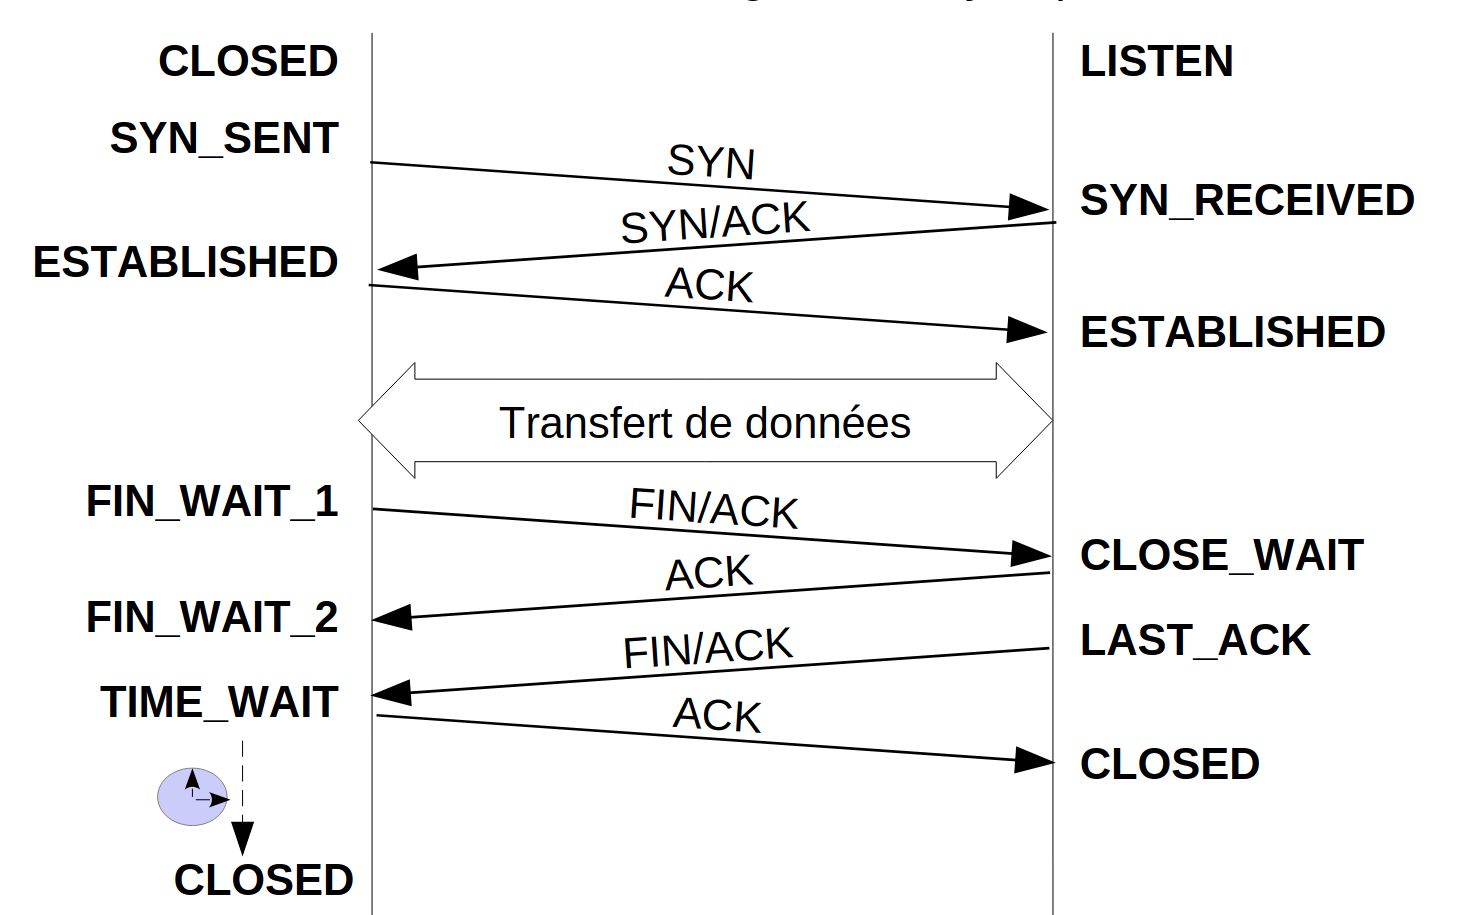 CLOSED
LISTEN
SYN_SENT
SYN
SYN_RECEIVED
SYN/ACK
ESTABLISHED
ACK
ESTABLISHED
Transfert de données
FIN_WAIT_1
FIN/ACK
CLOSE_WAIT
ACK
FIN_WAIT_2
LAST_ACK
FIN/ACK
TIME_WAIT
ACK
CLOSED
CLOSED